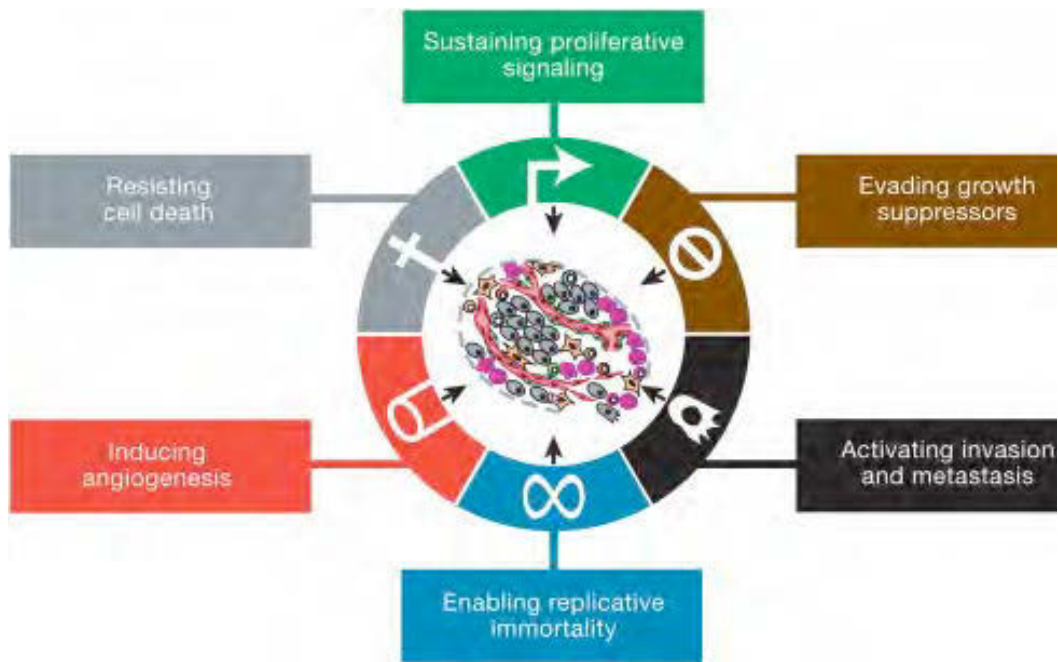 Sustaining proliferative
signaling
Resisting
cell death
Evading growth
suppressors
Inducing
angiogenesis
Activating invasion
and metastasis
Enabling replicative
immortality